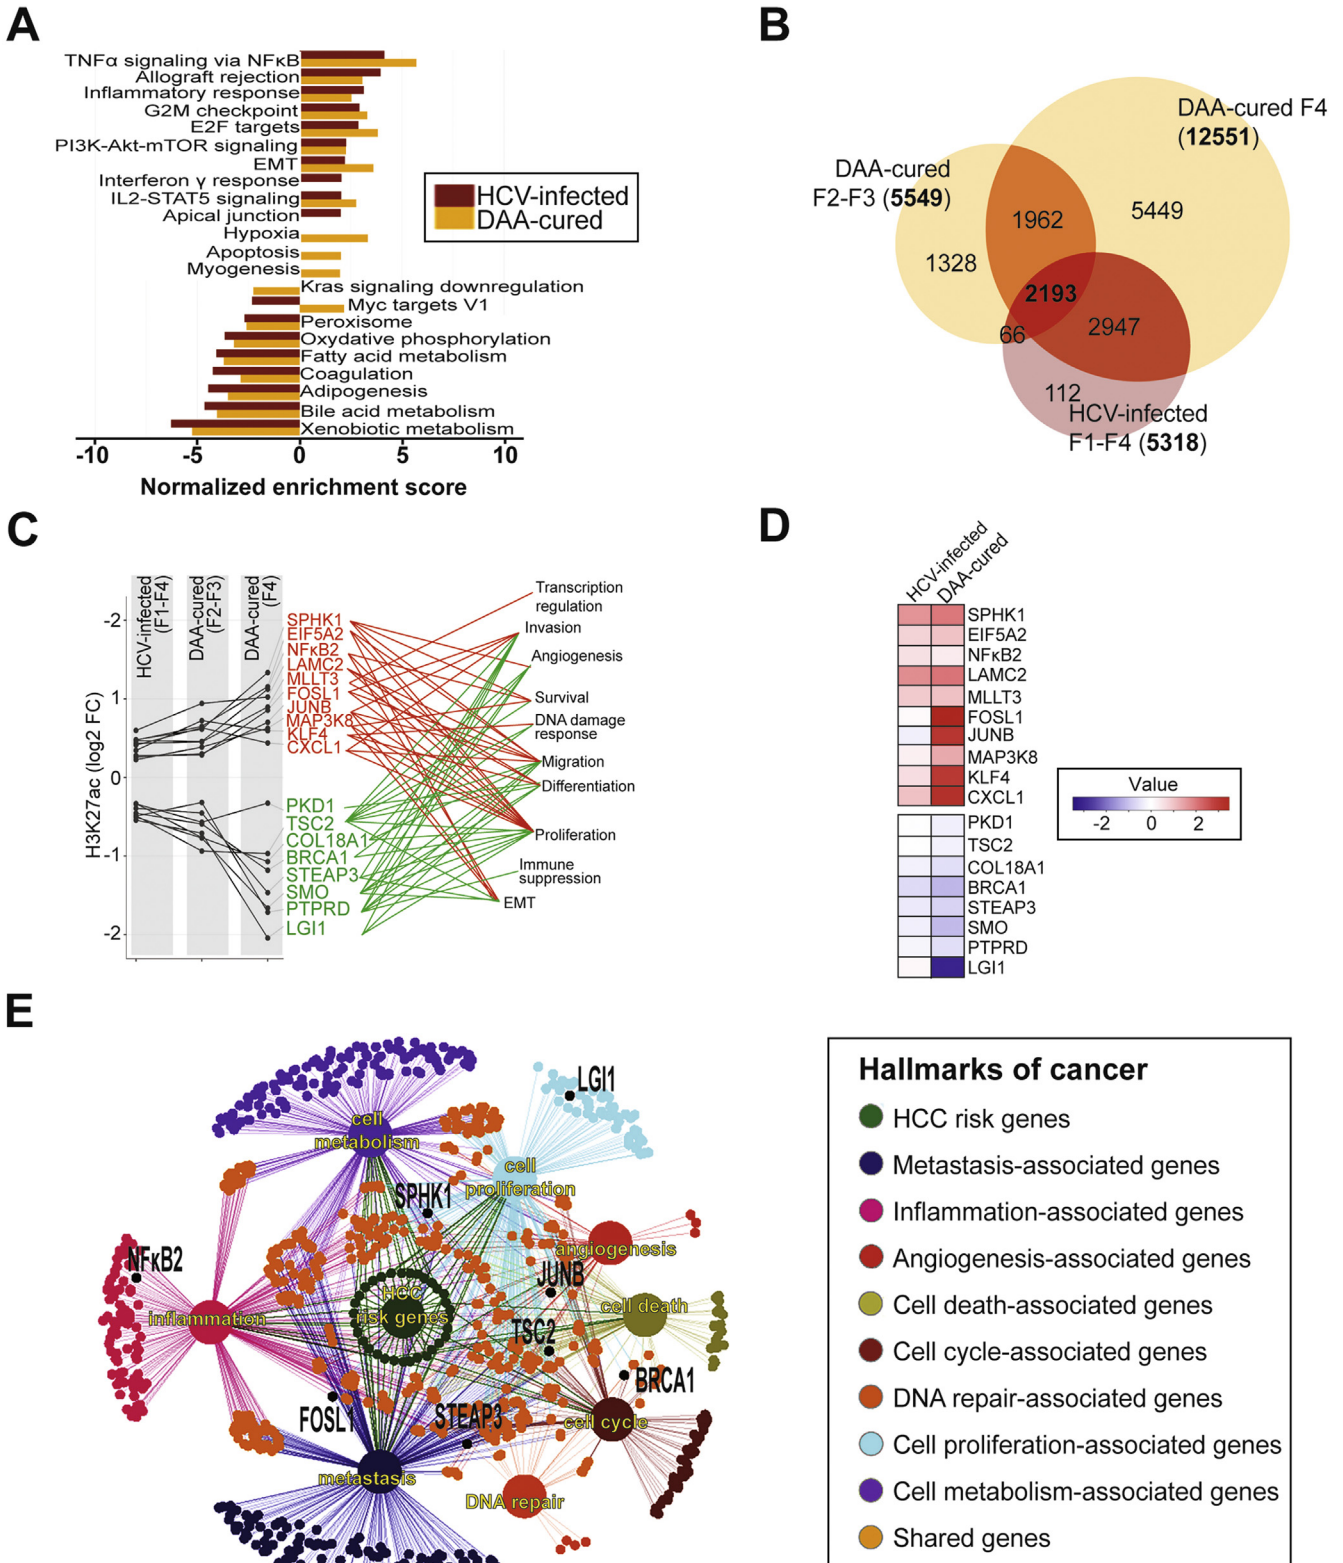 A
TNFα signaling via NFκB
Allograft rejection
Inflammatory response
G2M checkpoint
E2F targets
PI3K-Akt-mTOR signaling
EMT
Interferon γ response
IL2-STAT5 signaling
Apical junction
Hypoxia
Apoptosis
Myogenesis
Kras signaling downregulation
Myc targets V1
Peroxisome
Oxydative phosphorylation
Fatty acid metabolism
Coagulation
Adipogenesis
Bile acid metabolism
Xenobiotic metabolism
-10 -5 0 5 10
Normalized enrichment score
HCV-infected
DAA-cured
B
DAA-cured F4
(12551)
DAA-cured
F2-F3 (5549)
1962
5449
1328
2193
66
2947
112
HCV-infected
F1-F4 (5318)
C
HCV-infected
(F1-F4)
DAA-cured
(F2-F3)
DAA-cured
(F4)
H3K27ac (log2 FC)
-2
1
0
-1
-2
SPHK1
EIF5A2
NFκB2
LAMC2
MLLT3
FOSL1
JUNB
MAP3K8
KLF4
CXCL1
PKD1
TSC2
COL18A1
BRCA1
STEAP3
SMO
PTPRD
LGI1
Transcription
regulation
Invasion
Angiogenesis
Survival
DNA damage
response
Migration
Differentiation
Proliferation
Immune
suppression
EMT
D
HCV-infected
DAA-cured
SPHK1
EIF5A2
NFκB2
LAMC2
MLLT3
FOSL1
JUNB
MAP3K8
KLF4
CXCL1
PKD1
TSC2
COL18A1
BRCA1
STEAP3
SMO
PTPRD
LGI1
Value
-2 0 2
E
LGI1
cell
metabolism
cell
proliferation
SPHK1
angiogenesis
NFκB2
JUNB
HCC
risk genes
cell death
inflammation
TSC2
BRCA1
FOSL1
STEAP3
cell cycle
metastasis
DNA repair
Hallmarks of cancer
HCC risk genes
Metastasis-associated genes
Inflammation-associated genes
Angiogenesis-associated genes
Cell death-associated genes
Cell cycle-associated genes
DNA repair-associated genes
Cell proliferation-associated genes
Cell metabolism-associated genes
Shared genes